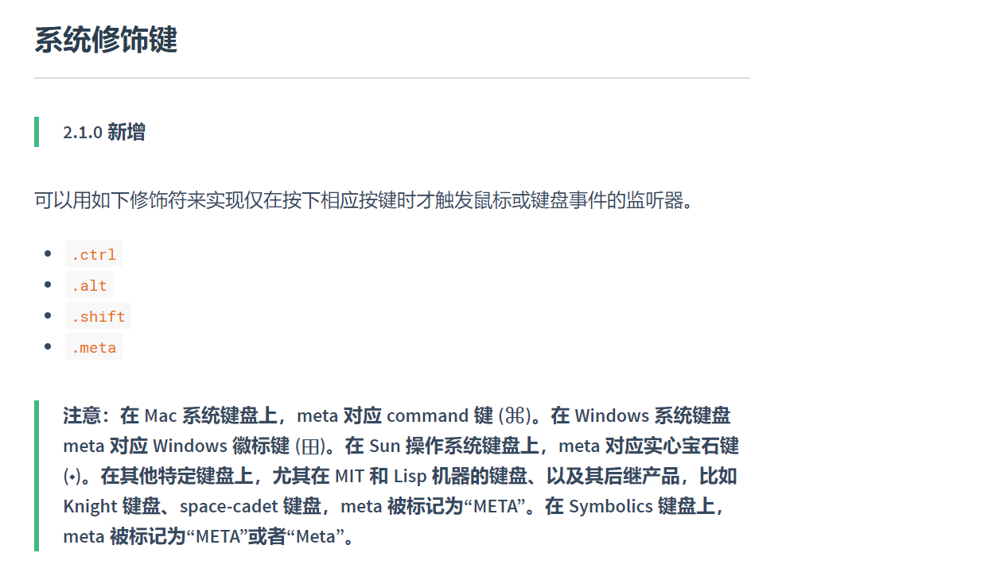 系统修饰键
2.1.0 新增
可以用如下修饰符来实现仅在按下相应按键时才触发鼠标或键盘事件的监听器。
.ctrl
.alt
.shift
.meta
注意：在 Mac 系统键盘上，meta 对应 command 键 (⌘)。在 Windows 系统键盘
meta 对应 Windows 徽标键 (⊞)。在 Sun 操作系统键盘上，meta 对应实心宝石键
(◆)。在其他特定键盘上，尤其在 MIT 和 Lisp 机器的键盘、以及其后继产品，比如
Knight 键盘、space-cadet 键盘，meta 被标记为“META”。在 Symbolics 键盘上，
meta 被标记为“META”或者“Meta”。